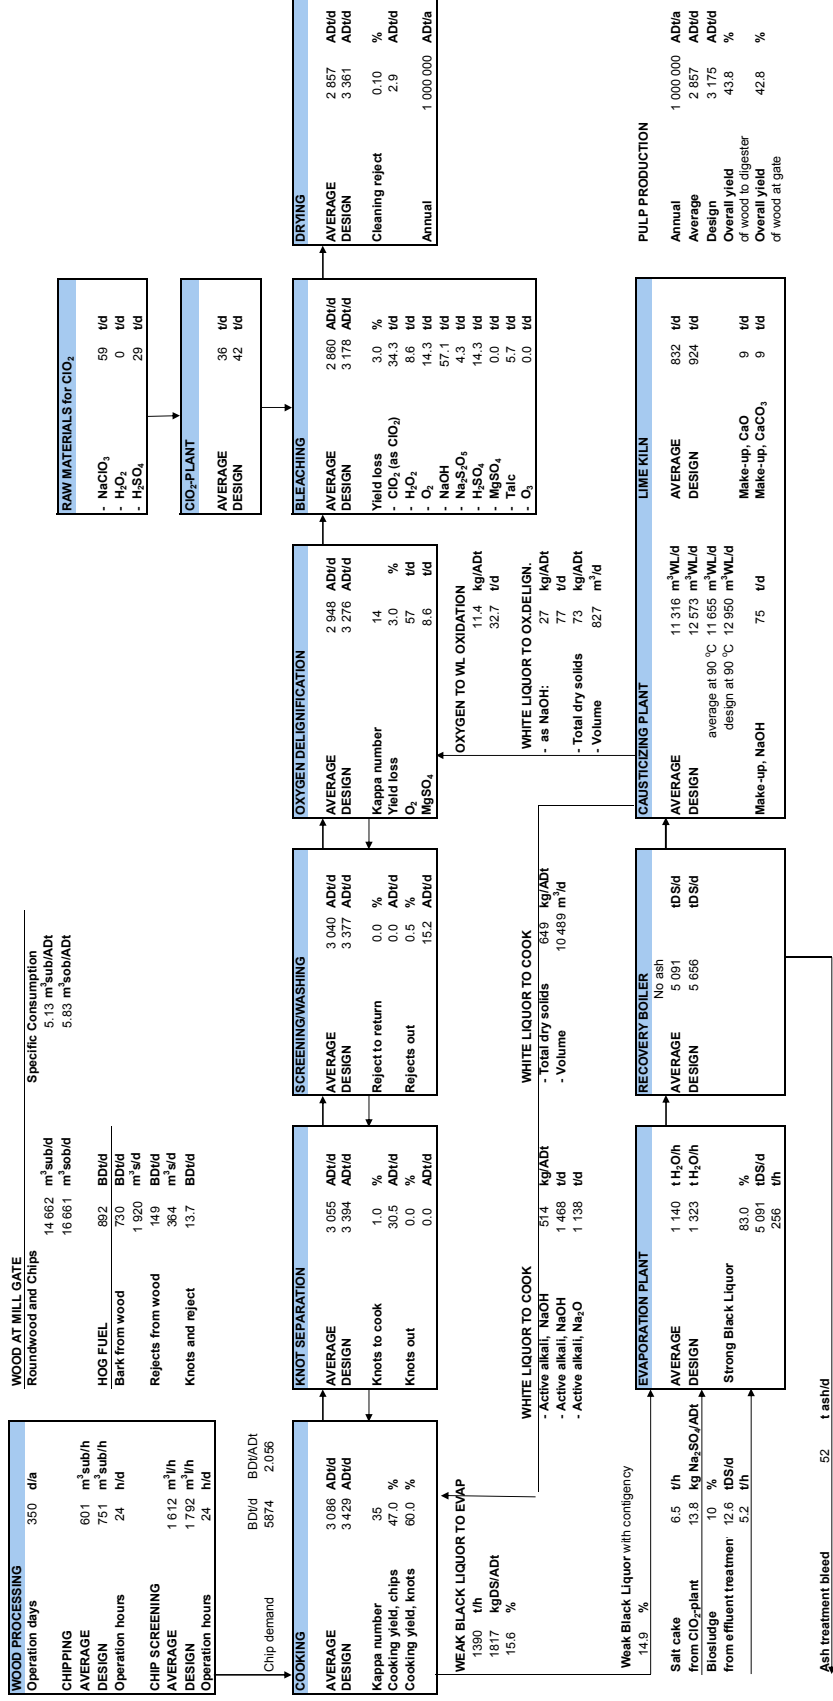 WOOD PROCESSING
Operation days 350 d/a
CHIPPING
AVERAGE 601 m³sub/h
DESIGN 751 m³sub/h
Operation hours 24 h/d
CHIP SCREENING
AVERAGE 1 612 m³l/h
DESIGN 1 792 m³l/h
Operation hours 24 h/d
WOOD AT MILL GATE
Roundwood and Chips Specific Consumption
14 662 m³sub/d 5.13 m³sub/ADt
16 661 m³sob/d 5.83 m³sob/ADt
HOG FUEL 892 BDt/d
Bark from wood 730 BDt/d
1 920 m³s/d
Rejects from wood 149 BDt/d
364 m³s/d
Knots and reject 13.7 BDt/d
RAW MATERIALS for ClO₂
- NaClO₃ 59 t/d
- H₂O₂ 0 t/d
- H₂SO₄ 29 t/d
ClO₂-PLANT
AVERAGE 36 t/d
DESIGN 42 t/d
BDt/d BDt/ADt
Chip demand 5874 2.056
COOKING
AVERAGE 3 086 ADt/d
DESIGN 3 429 ADt/d
Kappa number 35
Cooking yield, chips 47.0 %
Cooking yield, knots 60.0 %
KNOT SEPARATION
AVERAGE 3 055 ADt/d
DESIGN 3 394 ADt/d
Knots to cook 1.0 %
30.5 ADt/d
Knots out 0.0 %
0.0 ADt/d
SCREENING/WASHING
AVERAGE 3 040 ADt/d
DESIGN 3 377 ADt/d
Reject to return 0.0 %
0.0 ADt/d
Rejects out 0.5 %
15.2 ADt/d
OXYGEN DELIGNIFICATION
AVERAGE 2 948 ADt/d
DESIGN 3 276 ADt/d
Kappa number 14
Yield loss 3.0 %
O₂ 57 t/d
MgSO₄ 8.6 t/d
BLEACHING
AVERAGE 2 860 ADt/d
DESIGN 3 178 ADt/d
Yield loss 3.0 %
- ClO₂ (as ClO₂) 34.3 t/d
- H₂O₂ 8.6 t/d
- O₂ 14.3 t/d
- NaOH 57.1 t/d
- Na₂S₂O₅ 4.3 t/d
- H₂SO₄ 14.3 t/d
- MgSO₄ 0.0 t/d
- Talc 5.7 t/d
- O₃ 0.0 t/d
DRYING
AVERAGE 2 857 ADt/d
DESIGN 3 361 ADt/d
Cleaning reject 0.10 %
2.9 ADt/d
Annual 1 000 000 ADt/a
WEAK BLACK LIQUOR TO EVAP
1390 t/h
1817 kgDS/ADt
15.6 %
WHITE LIQUOR TO COOK
- Active alkali, NaOH 514 kg/ADt
- Active alkali, NaOH 1 468 t/d
- Active alkali, Na₂O 1 138 t/d
WHITE LIQUOR TO COOK
- Total dry solids 649 kg/ADt
- Volume 10 489 m³/d
OXYGEN TO WL OXIDATION
11.4 kg/ADt
32.7 t/d
WHITE LIQUOR TO OX.DELIGN.
- as NaOH: 27 kg/ADt
77 t/d
- Total dry solids 73 kg/ADt
- Volume 827 m³/d
Weak Black Liquor with contigency
14.9 %
Salt cake 6.5 t/h
from ClO₂-plant 13.8 kg Na₂SO₄/ADt
Biosludge 10 %
from effluent treatmen 12.6 tDS/d
5.2 t/h
EVAPORATION PLANT
AVERAGE 1 140 t H₂O/h
DESIGN 1 323 t H₂O/h
Strong Black Liquor
83.0 %
5 091 tDS/d
256 t/h
RECOVERY BOILER
No ash
AVERAGE 5 091 tDS/d
DESIGN 5 656 tDS/d
CAUSTICIZING PLANT
AVERAGE 11 316 m³WL/d
DESIGN 12 573 m³WL/d
average at 90 °C 11 655 m³WL/d
design at 90 °C 12 950 m³WL/d
Make-up, NaOH 75 t/d
LIME KILN
AVERAGE 832 t/d
DESIGN 924 t/d
Make-up, CaO 9 t/d
Make-up, CaCO₃ 9 t/d
PULP PRODUCTION
Annual 1 000 000 ADt/a
Average 2 857 ADt/d
Design 3 175 ADt/d
Overall yield 43.8 %
of wood to digester
Overall yield 42.8 %
of wood at gate
Ash treatment bleed 52 t ash/d